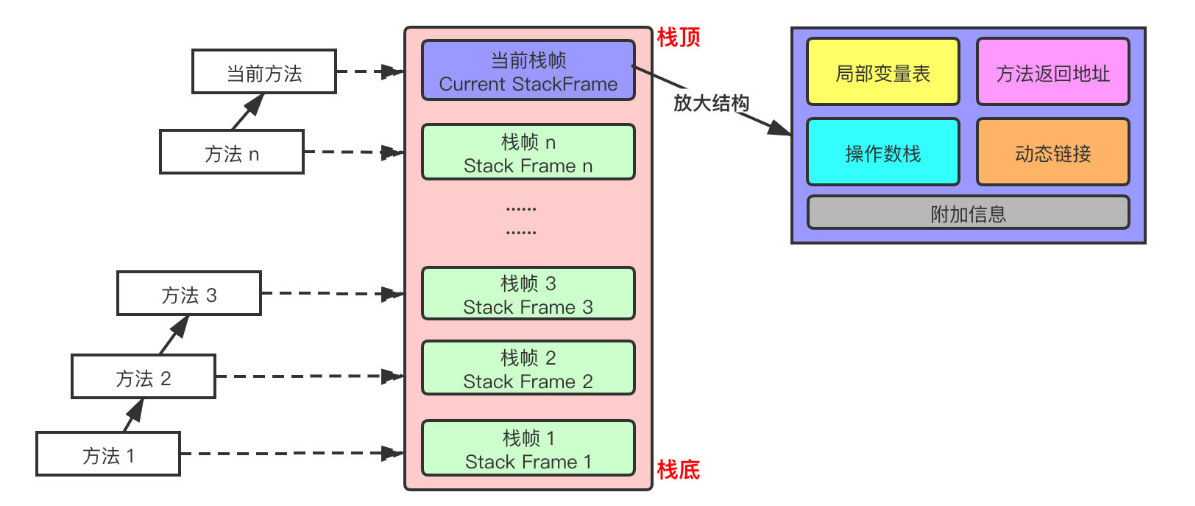 栈顶
当前方法
当前栈帧
Current StackFrame
局部变量表
方法返回地址
放大结构
方法 n
栈帧 n
Stack Frame n
操作数栈
动态链接
......
......
附加信息
方法 3
栈帧 3
Stack Frame 3
方法 2
栈帧 2
Stack Frame 2
方法 1
栈帧 1
Stack Frame 1
栈底